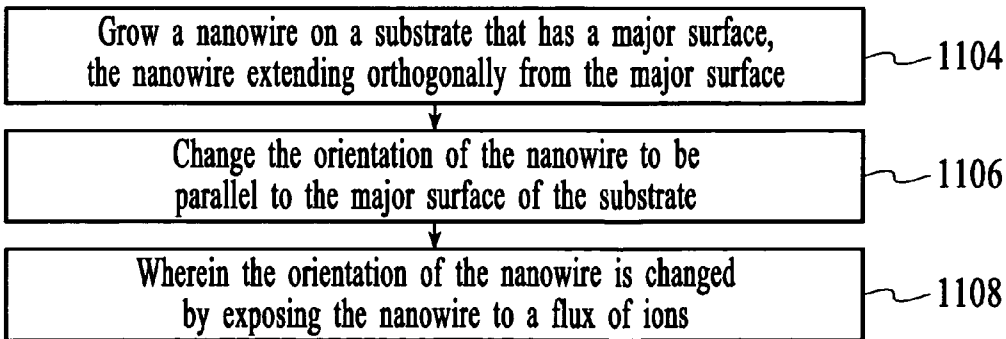 Grow a nanowire on a substrate that has a major surface,
the nanowire extending orthogonally from the major surface
1104
Change the orientation of the nanowire to be
parallel to the major surface of the substrate
1106
Wherein the orientation of the nanowire is changed
by exposing the nanowire to a flux of ions
1108